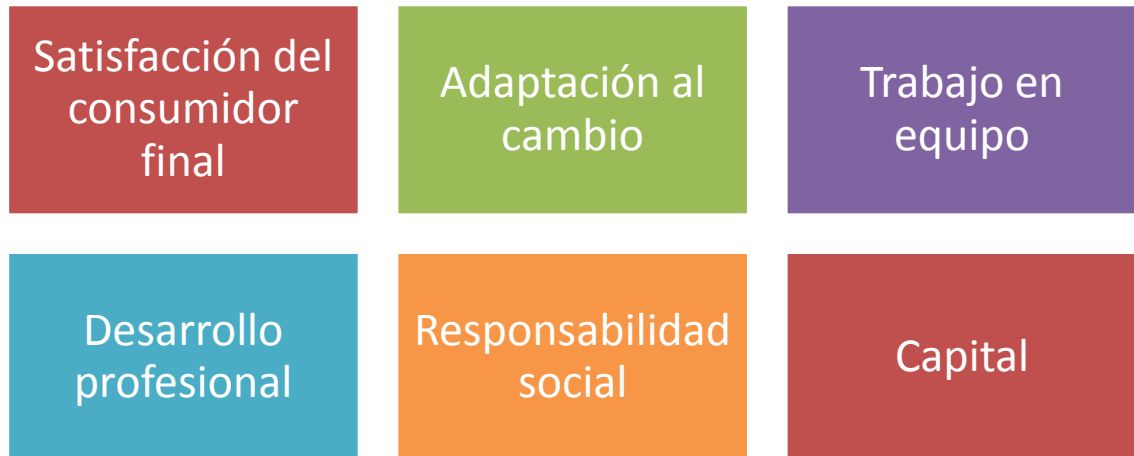 Satisfacción del
consumidor
final
Adaptación al
cambio
Trabajo en
equipo
Desarrollo
profesional
Responsabilidad
social
Capital